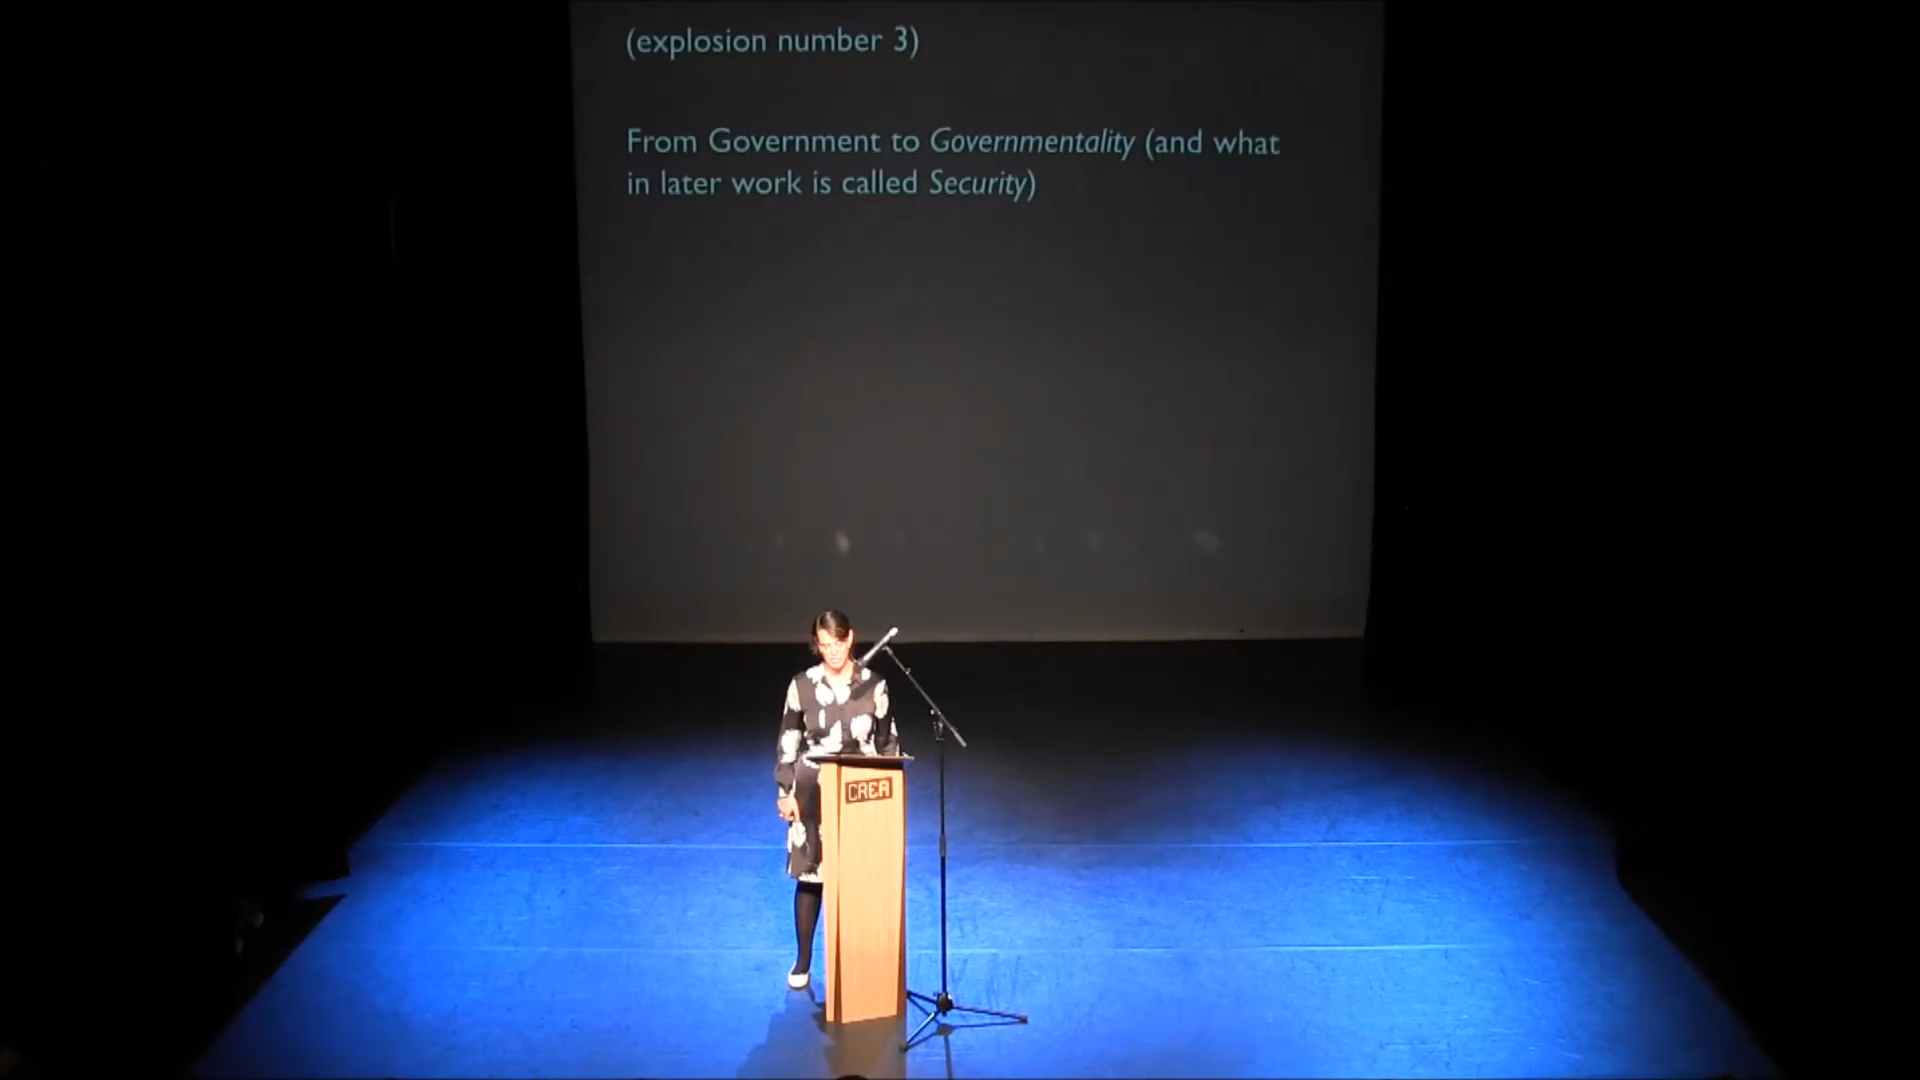 (explosion number 3)
From Government to Governmentality (and what
in later work is called Security)
CREA